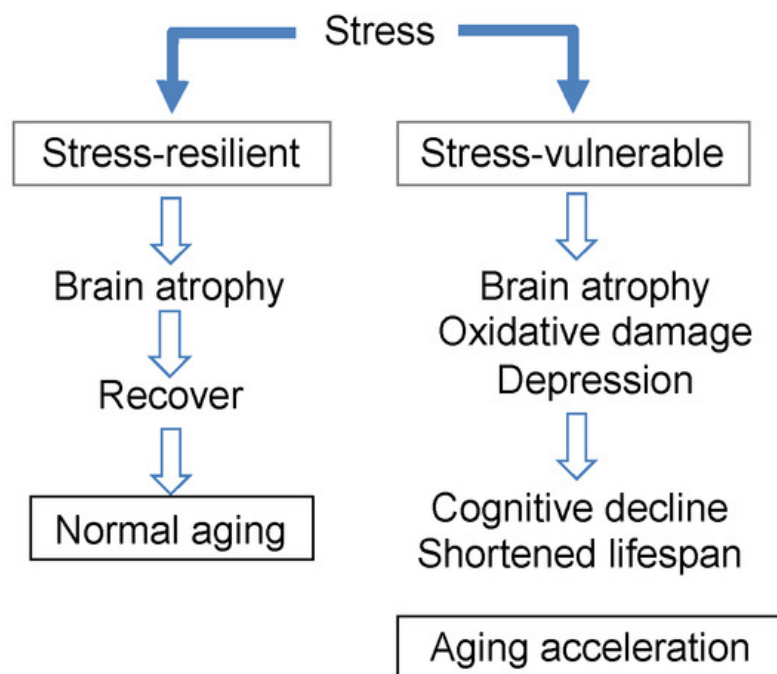 Stress
Stress-resilient
Brain atrophy
Recover
Normal aging
Stress-vulnerable
Brain atrophy
Oxidative damage
Depression
Cognitive decline
Shortened lifespan
Aging acceleration